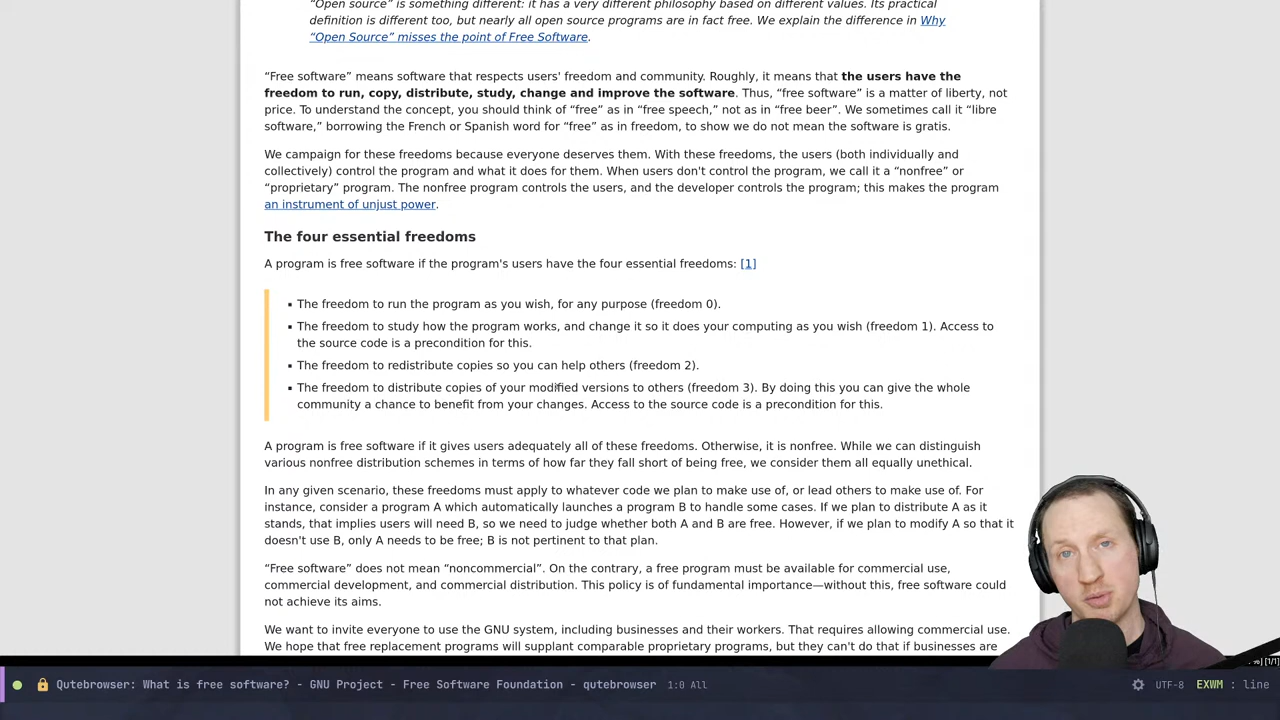 “Open source” is something different: it has a very different philosophy based on different values. Its practical
definition is different too, but nearly all open source programs are in fact free. We explain the difference in Why
“Open Source” misses the point of Free Software.
“Free software” means software that respects users' freedom and community. Roughly, it means that the users have the
freedom to run, copy, distribute, study, change and improve the software. Thus, “free software” is a matter of liberty, not
price. To understand the concept, you should think of “free” as in “free speech,” not as in “free beer”. We sometimes call it “libre
software,” borrowing the French or Spanish word for “free” as in freedom, to show we do not mean the software is gratis.
We campaign for these freedoms because everyone deserves them. With these freedoms, the users (both individually and
collectively) control the program and what it does for them. When users don't control the program, we call it a “nonfree” or
“proprietary” program. The nonfree program controls the users, and the developer controls the program; this makes the program
an instrument of unjust power.
The four essential freedoms
A program is free software if the program's users have the four essential freedoms: [1]
▪ The freedom to run the program as you wish, for any purpose (freedom 0).
▪ The freedom to study how the program works, and change it so it does your computing as you wish (freedom 1). Access to
the source code is a precondition for this.
▪ The freedom to redistribute copies so you can help others (freedom 2).
▪ The freedom to distribute copies of your modified versions to others (freedom 3). By doing this you can give the whole
community a chance to benefit from your changes. Access to the source code is a precondition for this.
A program is free software if it gives users adequately all of these freedoms. Otherwise, it is nonfree. While we can distinguish
various nonfree distribution schemes in terms of how far they fall short of being free, we consider them all equally unethical.
In any given scenario, these freedoms must apply to whatever code we plan to make use of, or lead others to make use of. For
instance, consider a program A which automatically launches a program B to handle some cases. If we plan to distribute A as it
stands, that implies users will need B, so we need to judge whether both A and B are free. However, if we plan to modify A so that it
doesn't use B, only A needs to be free; B is not pertinent to that plan.
“Free software” does not mean “noncommercial”. On the contrary, a free program must be available for commercial use,
commercial development, and commercial distribution. This policy is of fundamental importance—without this, free software could
not achieve its aims.
We want to invite everyone to use the GNU system, including businesses and their workers. That requires allowing commercial use.
We hope that free replacement programs will supplant comparable proprietary programs, but they can't do that if businesses are
[1/1]
Qutebrowser: What is free software? - GNU Project - Free Software Foundation - qutebrowser 1:0 All UTF-8 EXWM : line